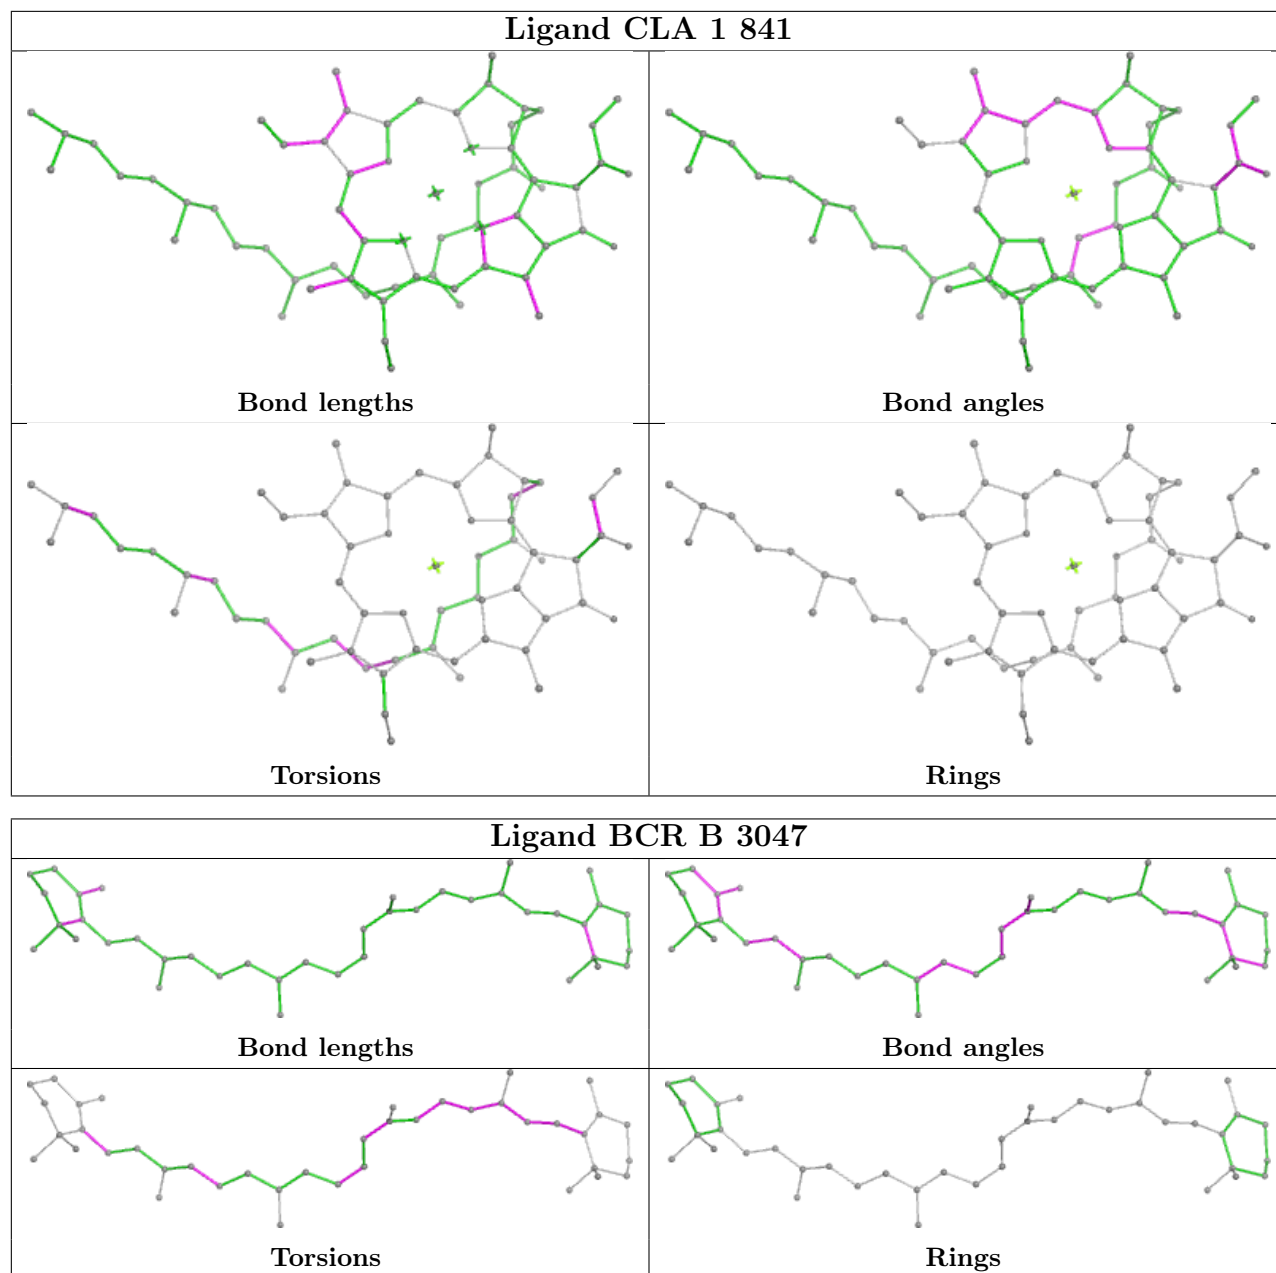 Ligand CLA 1 841
Bond lengths
Bond angles
Torsions
Rings
Ligand BCR B 3047
Bond lengths
Bond angles
Torsions
Rings